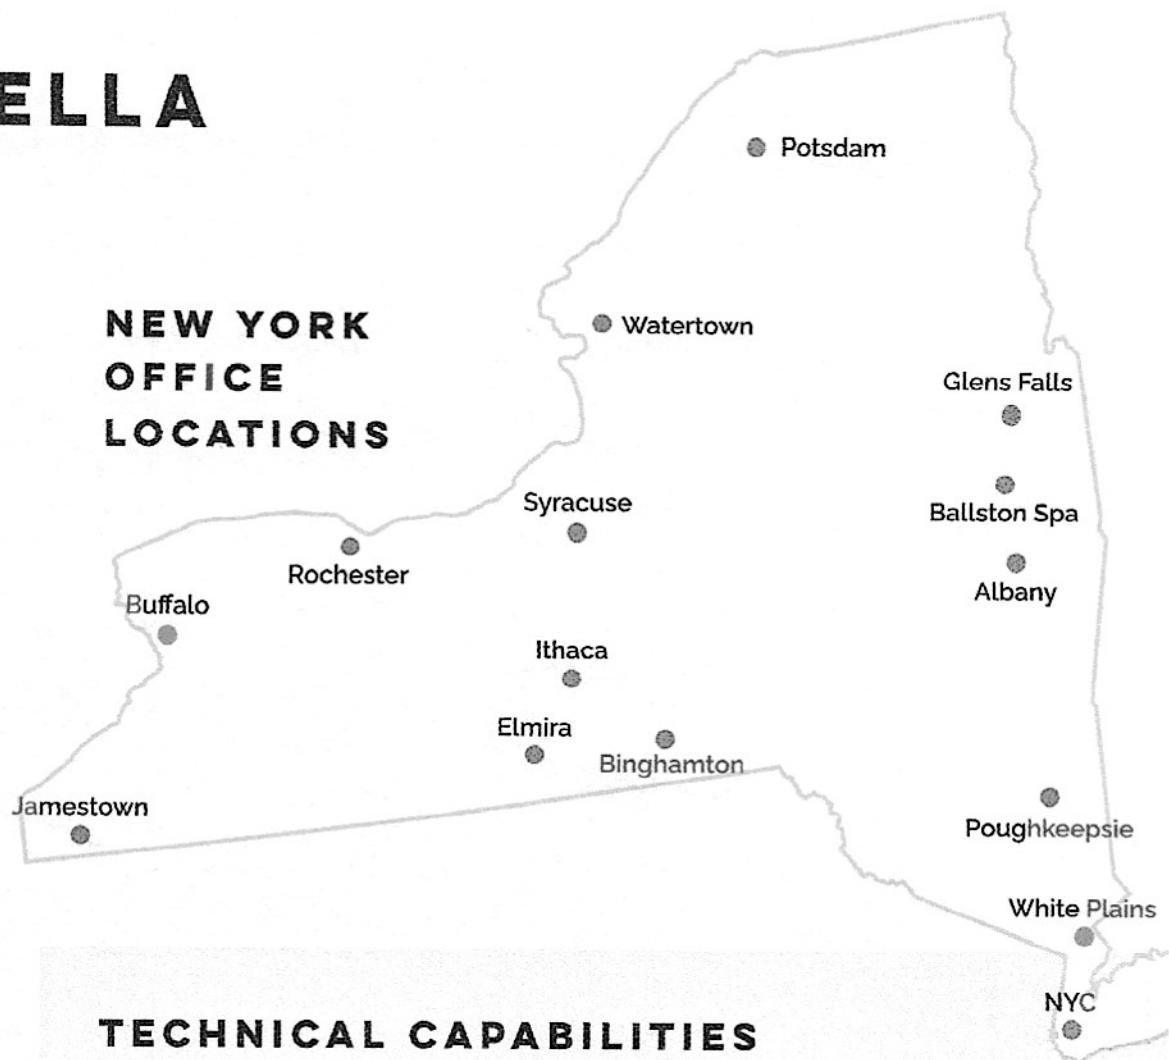 ELLA
Potsdam
NEW YORK
OFFICE
LOCATIONS
Watertown
Glens Falls
Syracuse
Ballston Spa
Rochester
Albany
Buffalo
Ithaca
Elmira
Binghamton
Jamestown
Poughkeepsie
White Plains
NYC
TECHNICAL CAPABILITIES